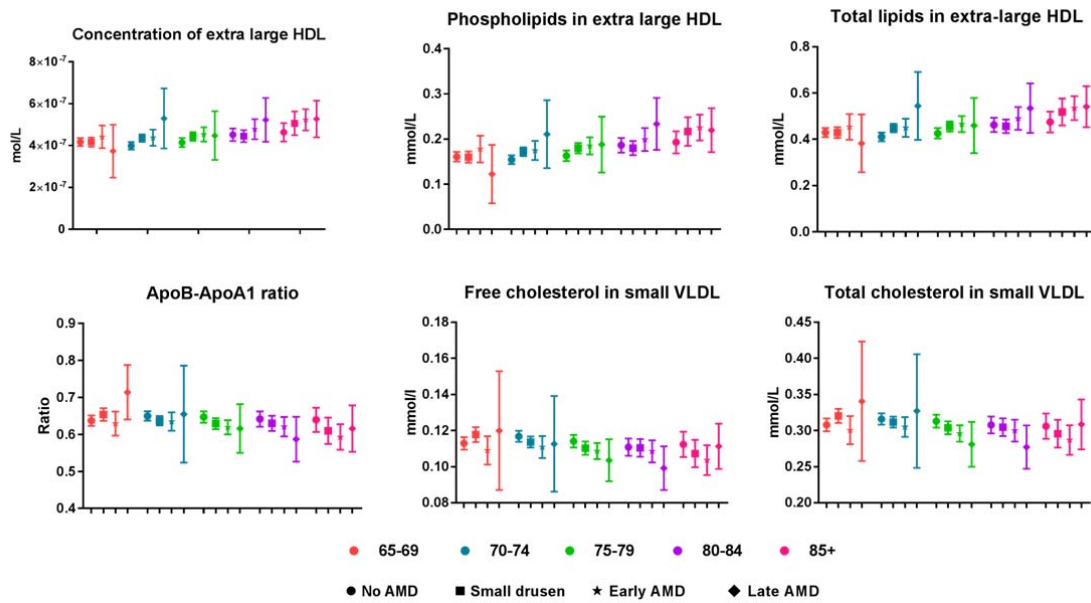 Concentration of extra large HDL
mol/L
8×10⁻⁷
6×10⁻⁷
4×10⁻⁷
2×10⁻⁷
0
Phospholipids in extra large HDL
mmol/L
0.4
0.3
0.2
0.1
0.0
Total lipids in extra-large HDL
mmol/L
0.8
0.6
0.4
0.2
0.0
ApoB-ApoA1 ratio
Ratio
0.9
0.8
0.7
0.6
0.5
0.4
Free cholesterol in small VLDL
mmol/l
0.18
0.16
0.14
0.12
0.10
0.08
Total cholesterol in small VLDL
mmol/L
0.45
0.40
0.35
0.30
0.25
0.20
65-69 70-74 75-79 80-84 85+
No AMD Small drusen Early AMD Late AMD